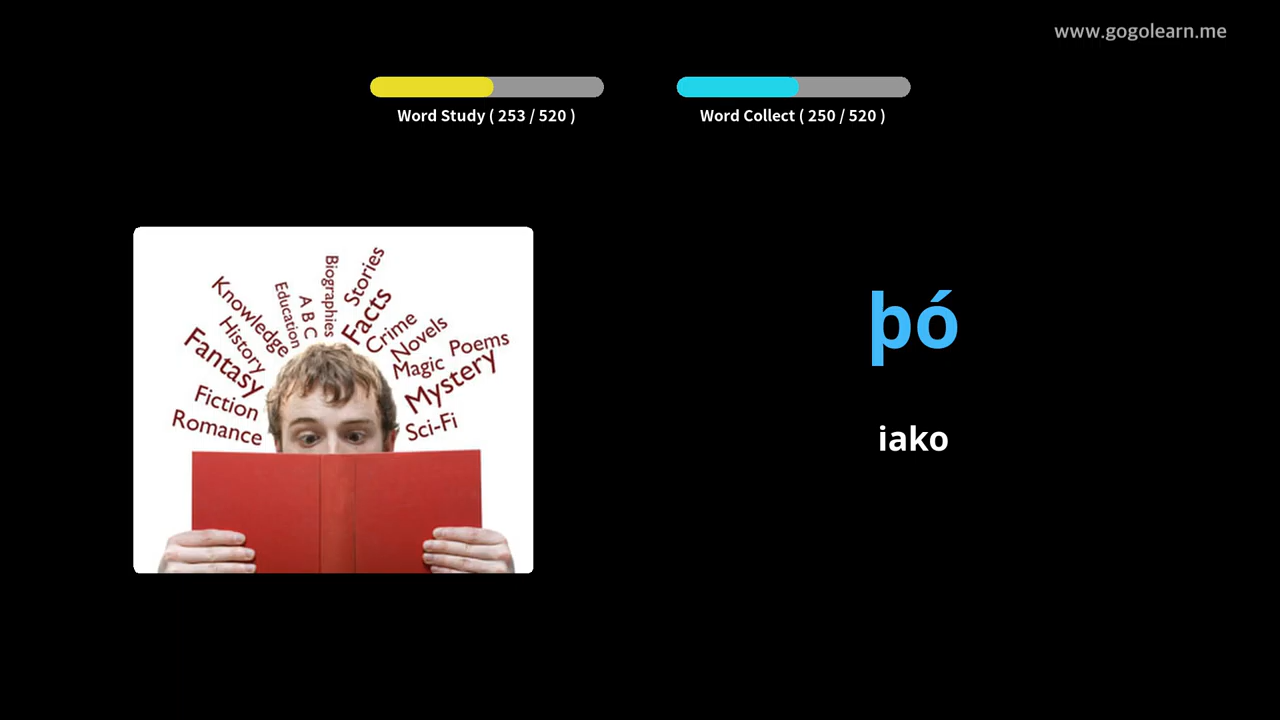 www.gogolearn.me
Word Study ( 253 / 520 )
Word Collect ( 250 / 520 )
Biographies
Stories
Education
A B C
Facts
Knowledge
Crime
History
Novels
Fantasy
Magic
Poems
Mystery
Fiction
Romance
Sci-Fi
þó
iako